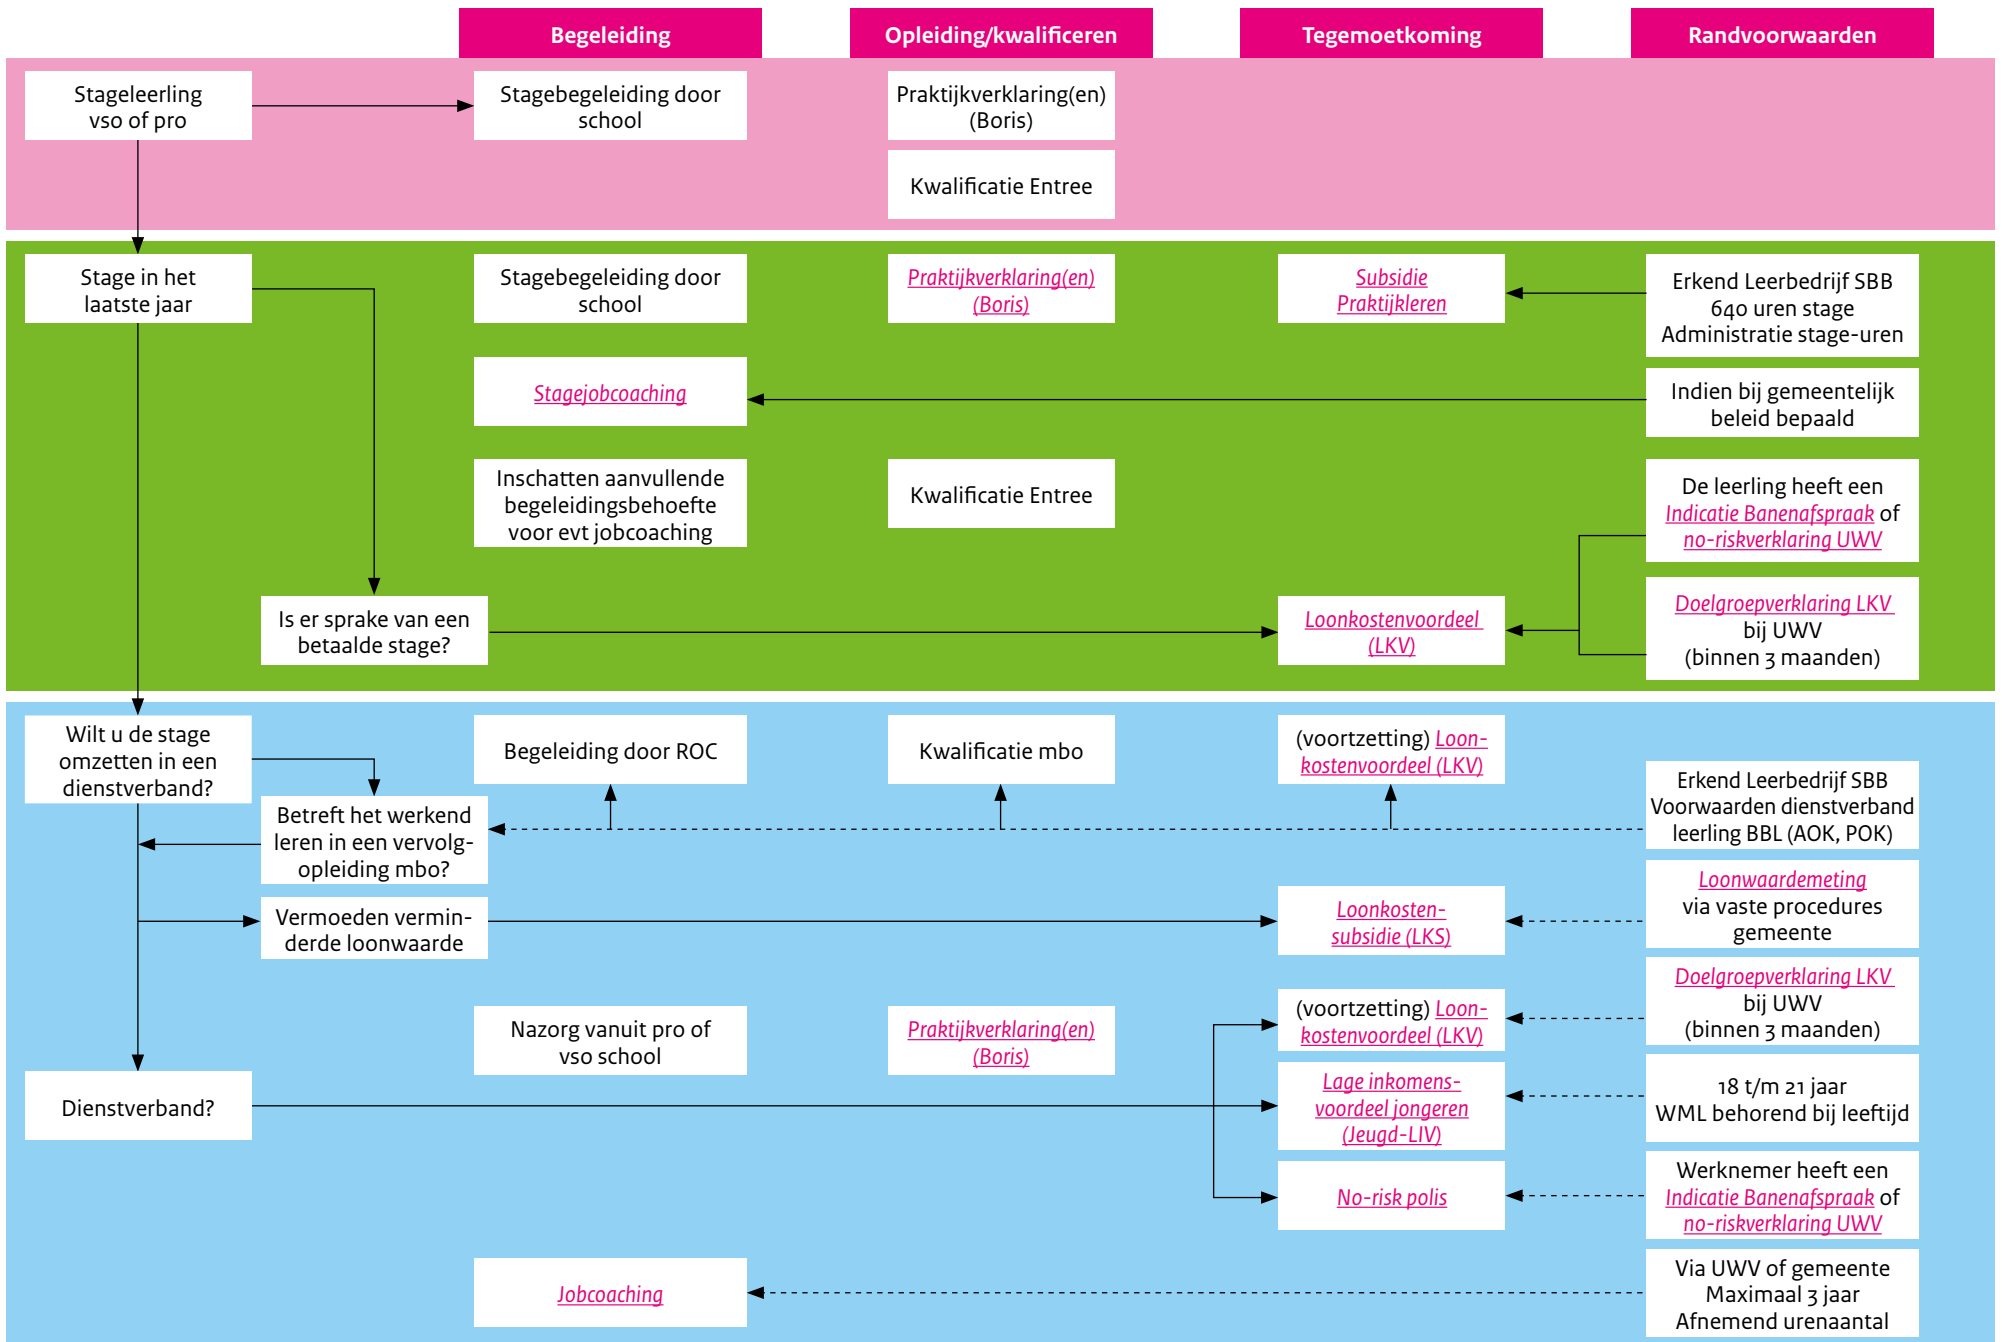 Begeleiding
Opleiding/kwalificeren
Tegemoetkoming
Randvoorwaarden
Stageleerling
vso of pro
Stagebegeleiding door
school
Praktijkverklaring(en)
(Boris)
Kwalificatie Entree
Stage in het
laatste jaar
Stagebegeleiding door
school
Praktijkverklaring(en)
(Boris)
Subsidie
Praktijkleren
Erkend Leerbedrijf SBB
640 uren stage
Administratie stage-uren
Stagejobcoaching
Indien bij gemeentelijk
beleid bepaald
Inschatten aanvullende
begeleidingsbehoefte
voor evt jobcoaching
Kwalificatie Entree
De leerling heeft een
Indicatie Banenafspraak of
no-riskverklaring UWV
Is er sprake van een
betaalde stage?
Loonkostenvoordeel
(LKV)
Doelgroepverklaring LKV
bij UWV
(binnen 3 maanden)
Wilt u de stage
omzetten in een
dienstverband?
Begeleiding door ROC
Kwalificatie mbo
(voortzetting) Loon-
kostenvoordeel (LKV)
Betreft het werkend
leren in een vervolg-
opleiding mbo?
Erkend Leerbedrijf SBB
Voorwaarden dienstverband
leerling BBL (AOK, POK)
Vermoeden vermin-
derde loonwaarde
Loonkosten-
subsidie (LKS)
Loonwaardemeting
via vaste procedures
gemeente
Nazorg vanuit pro of
vso school
Praktijkverklaring(en)
(Boris)
(voortzetting) Loon-
kostenvoordeel (LKV)
Doelgroepverklaring LKV
bij UWV
(binnen 3 maanden)
Dienstverband?
Lage inkomens-
voordeel jongeren
(Jeugd-LIV)
18 t/m 21 jaar
WML behorend bij leeftijd
No-risk polis
Werknemer heeft een
Indicatie Banenafspraak of
no-riskverklaring UWV
Jobcoaching
Via UWV of gemeente
Maximaal 3 jaar
Afnemend urenaantal